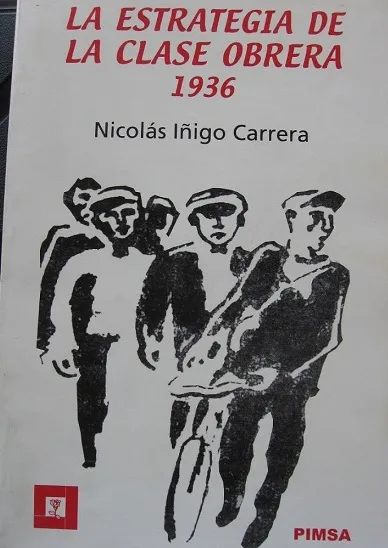 LA ESTRATEGIA DE
LA CLASE OBRERA
1936
Nicolás Iñigo Carrera
PIMSA